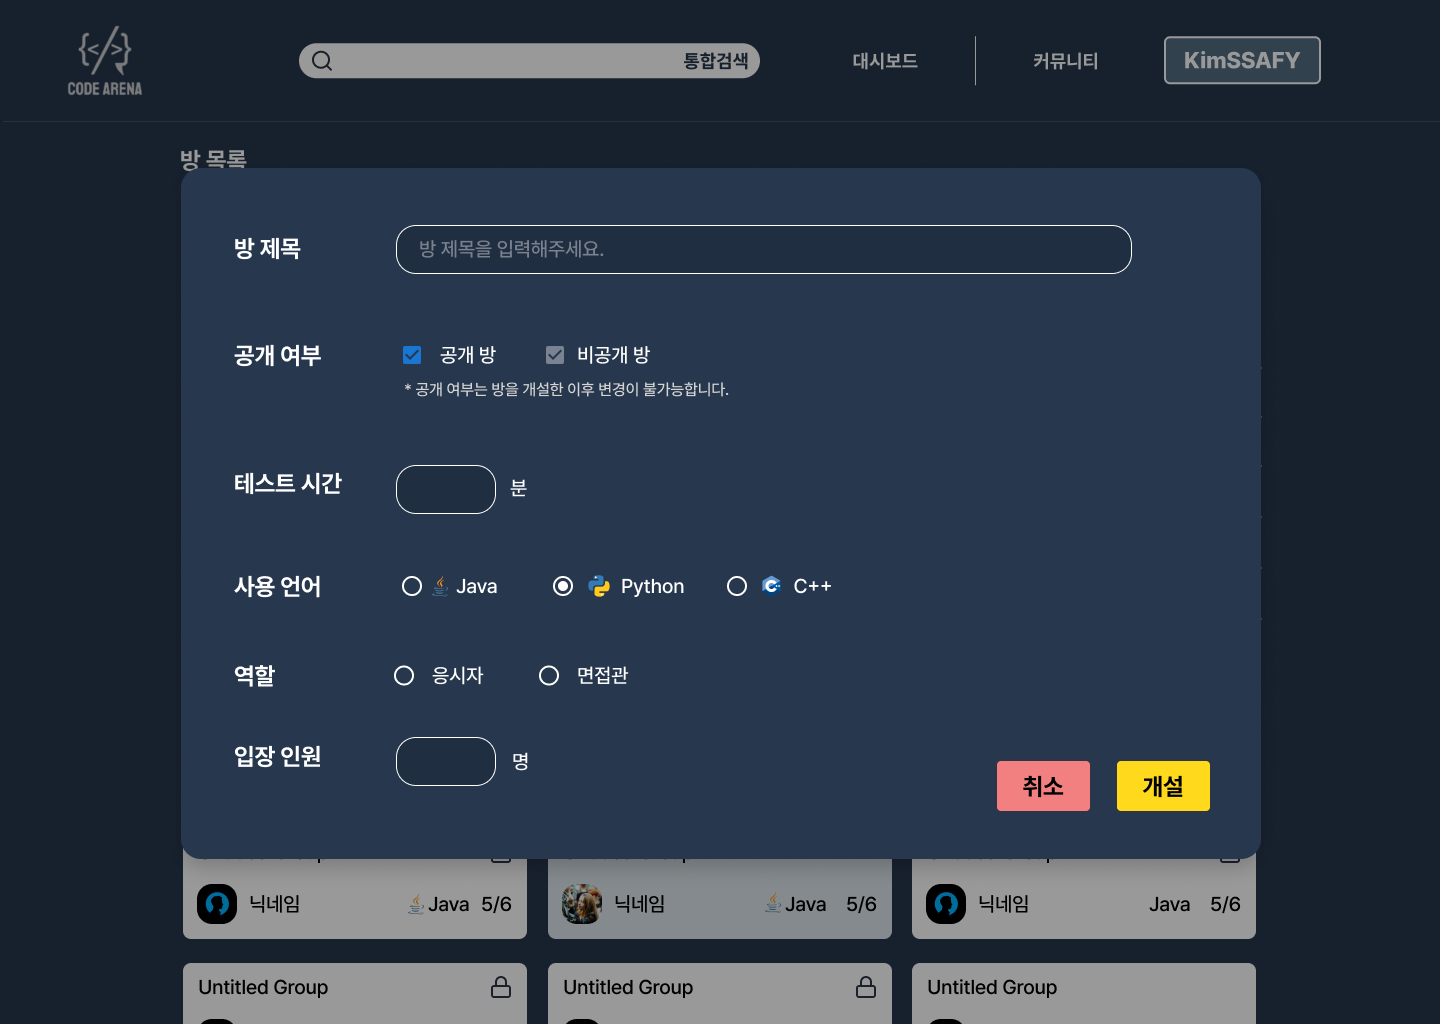 CODE ARENA
통합검색
대시보드
커뮤니티
KimSSAFY
방 목록
방 제목
방 제목을 입력해주세요.
공개 여부
공개 방
비공개 방
* 공개 여부는 방을 개설한 이후 변경이 불가능합니다.
테스트 시간
분
사용 언어
Java
Python
C++
역할
응시자
면접관
입장 인원
명
취소
개설
닉네임
Java 5/6
닉네임
Java 5/6
닉네임
Java 5/6
Untitled Group
Untitled Group
Untitled Group